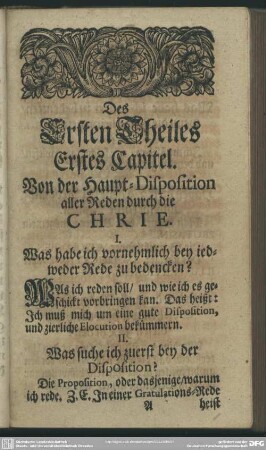 Des
Ersten Theiles
Erstes Capitel.
Von der Haupt-Disposition
aller Reden durch die
CHRIE.
I.
Was habe ich vornehmlich bey ied-
weder Rede zu bedencken?
WAs ich reden soll/ und wie ich es ge-
schickt vorbringen kan. Das heißt:
Ich muß mich um eine gute Disposition,
und zierliche Elocution bekümmern.
II.
Was suche ich zuerst bey der
Disposition?
Die Proposition, oder dasjenige/warum
ich rede. Z.E. In einer Gratulations-Rede
A heist